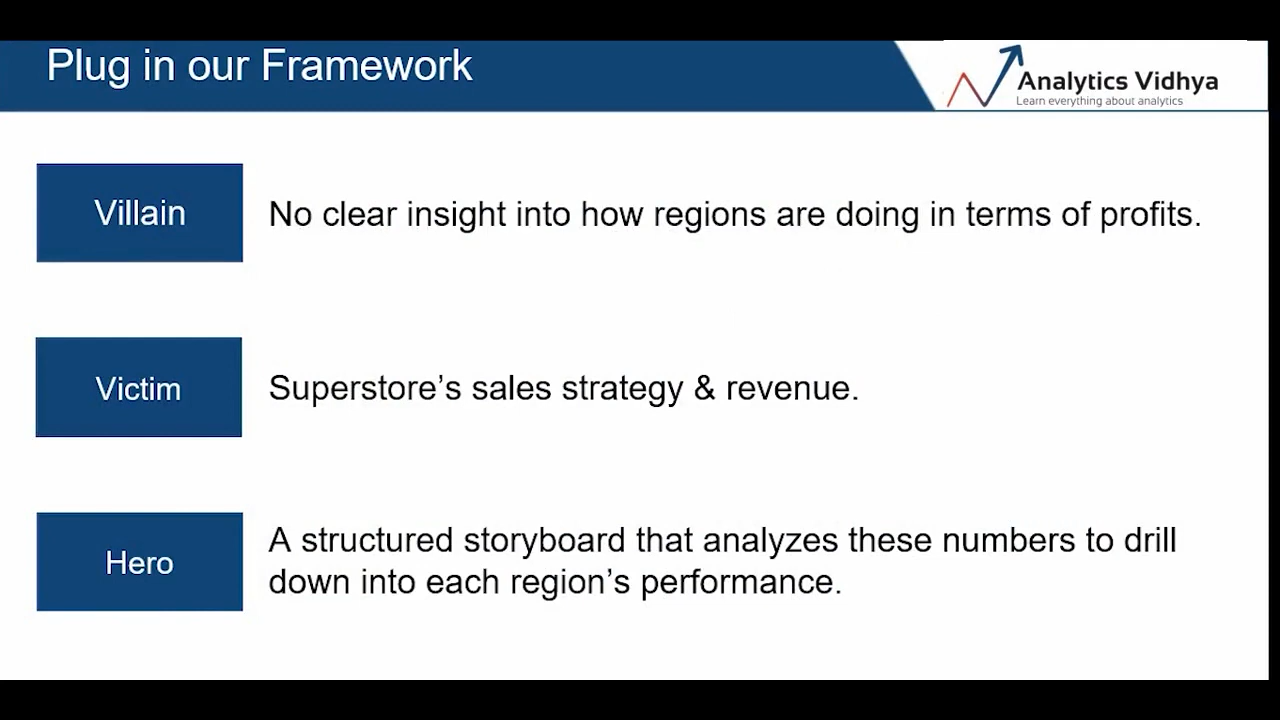 Plug in our Framework
Analytics Vidhya
Learn everything about analytics
Villain
No clear insight into how regions are doing in terms of profits.
Victim
Superstore’s sales strategy & revenue.
Hero
A structured storyboard that analyzes these numbers to drill
down into each region’s performance.